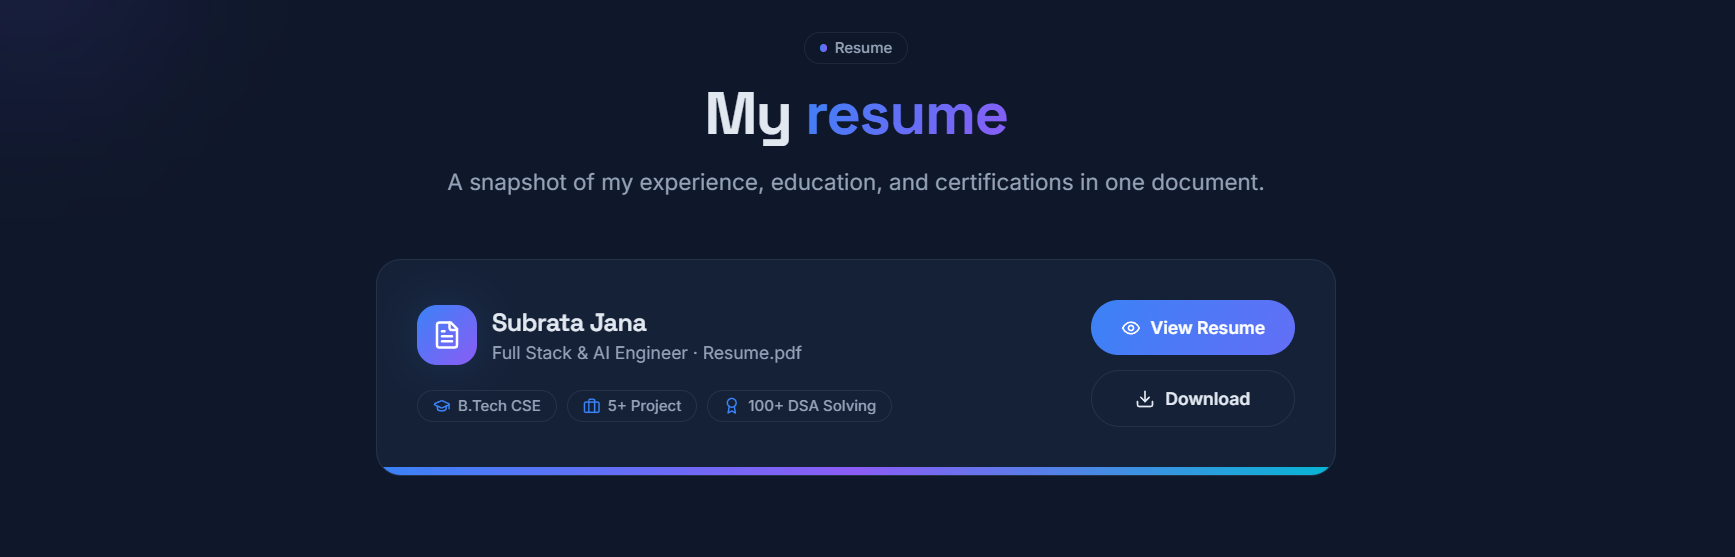 Resume
My resume
A snapshot of my experience, education, and certifications in one document.
Subrata Jana
Full Stack & AI Engineer · Resume.pdf
B.Tech CSE
5+ Project
100+ DSA Solving
View Resume
Download